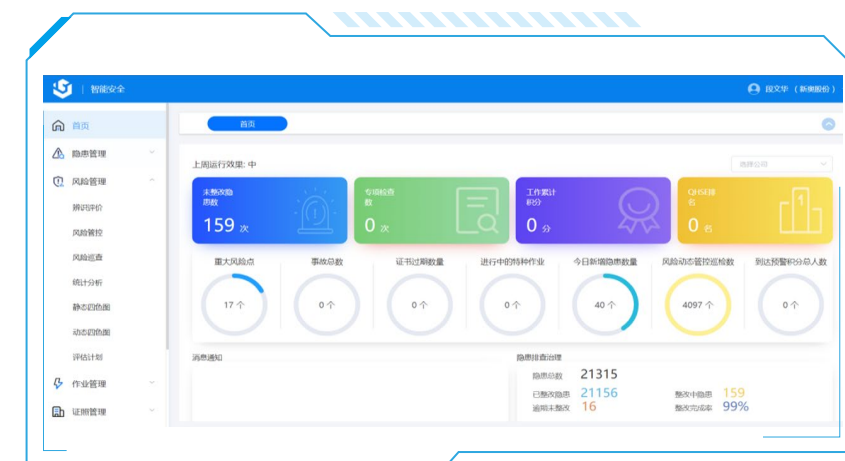 智能安全
段文华 （新奥股份）
首页
首页
隐患管理
风险管理
辨识评价
风险管控
风险巡查
统计分析
静态四色图
动态四色图
评估计划
作业管理
证照管理
上周运行效果: 中
选择公司
未整改隐
患数
159 次
专项检查
数
0 次
工作累计
积分
0 分
QHSE排
名
0 名
重大风险点
17 个
事故总数
0 个
证书过期数量
0 个
进行中的特种作业
0 个
今日新增隐患数量
40 个
风险动态管控巡检数
4097 个
到达预警积分总人数
0 个
消息通知
隐患排查治理
隐患总数 21315
已整改隐患 21156
整改中隐患 159
逾期未整改 16
整改完成率 99%